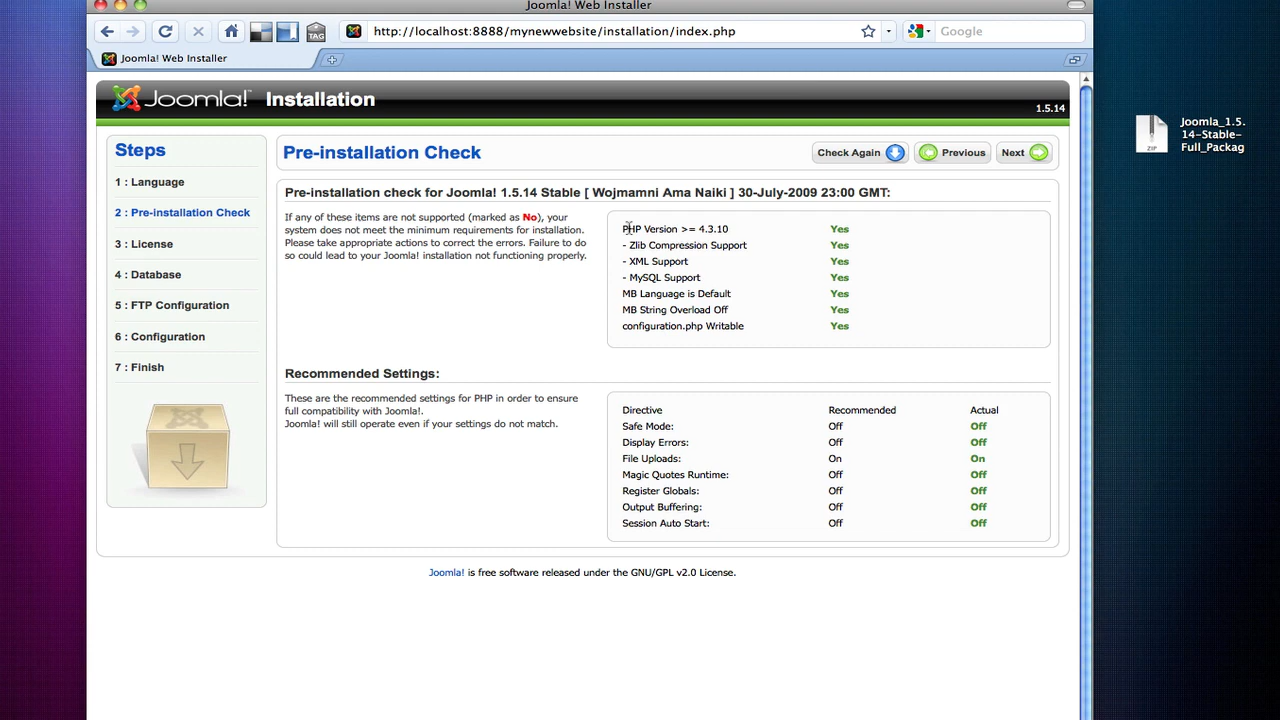 Joomla! Web Installer
TAG
http://localhost:8888/mynewwebsite/installation/index.php
Google
Joomla! Web Installer
Joomla! Installation
1.5.14
Steps
1 : Language
2 : Pre-installation Check
3 : License
4 : Database
5 : FTP Configuration
6 : Configuration
7 : Finish
Pre-installation Check
Check Again
Previous
Next
Pre-installation check for Joomla! 1.5.14 Stable [ Wojmamni Ama Naiki ] 30-July-2009 23:00 GMT:
If any of these items are not supported (marked as No), your
system does not meet the minimum requirements for installation.
Please take appropriate actions to correct the errors. Failure to do
so could lead to your Joomla! installation not functioning properly.
PHP Version >= 4.3.10 Yes
- Zlib Compression Support Yes
- XML Support Yes
- MySQL Support Yes
MB Language is Default Yes
MB String Overload Off Yes
configuration.php Writable Yes
Recommended Settings:
These are the recommended settings for PHP in order to ensure
full compatibility with Joomla!.
Joomla! will still operate even if your settings do not match.
Directive Recommended Actual
Safe Mode: Off Off
Display Errors: Off Off
File Uploads: On On
Magic Quotes Runtime: Off Off
Register Globals: Off Off
Output Buffering: Off Off
Session Auto Start: Off Off
Joomla! is free software released under the GNU/GPL v2.0 License.
ZIP
Joomla_1.5.
14-Stable-
Full_Packag